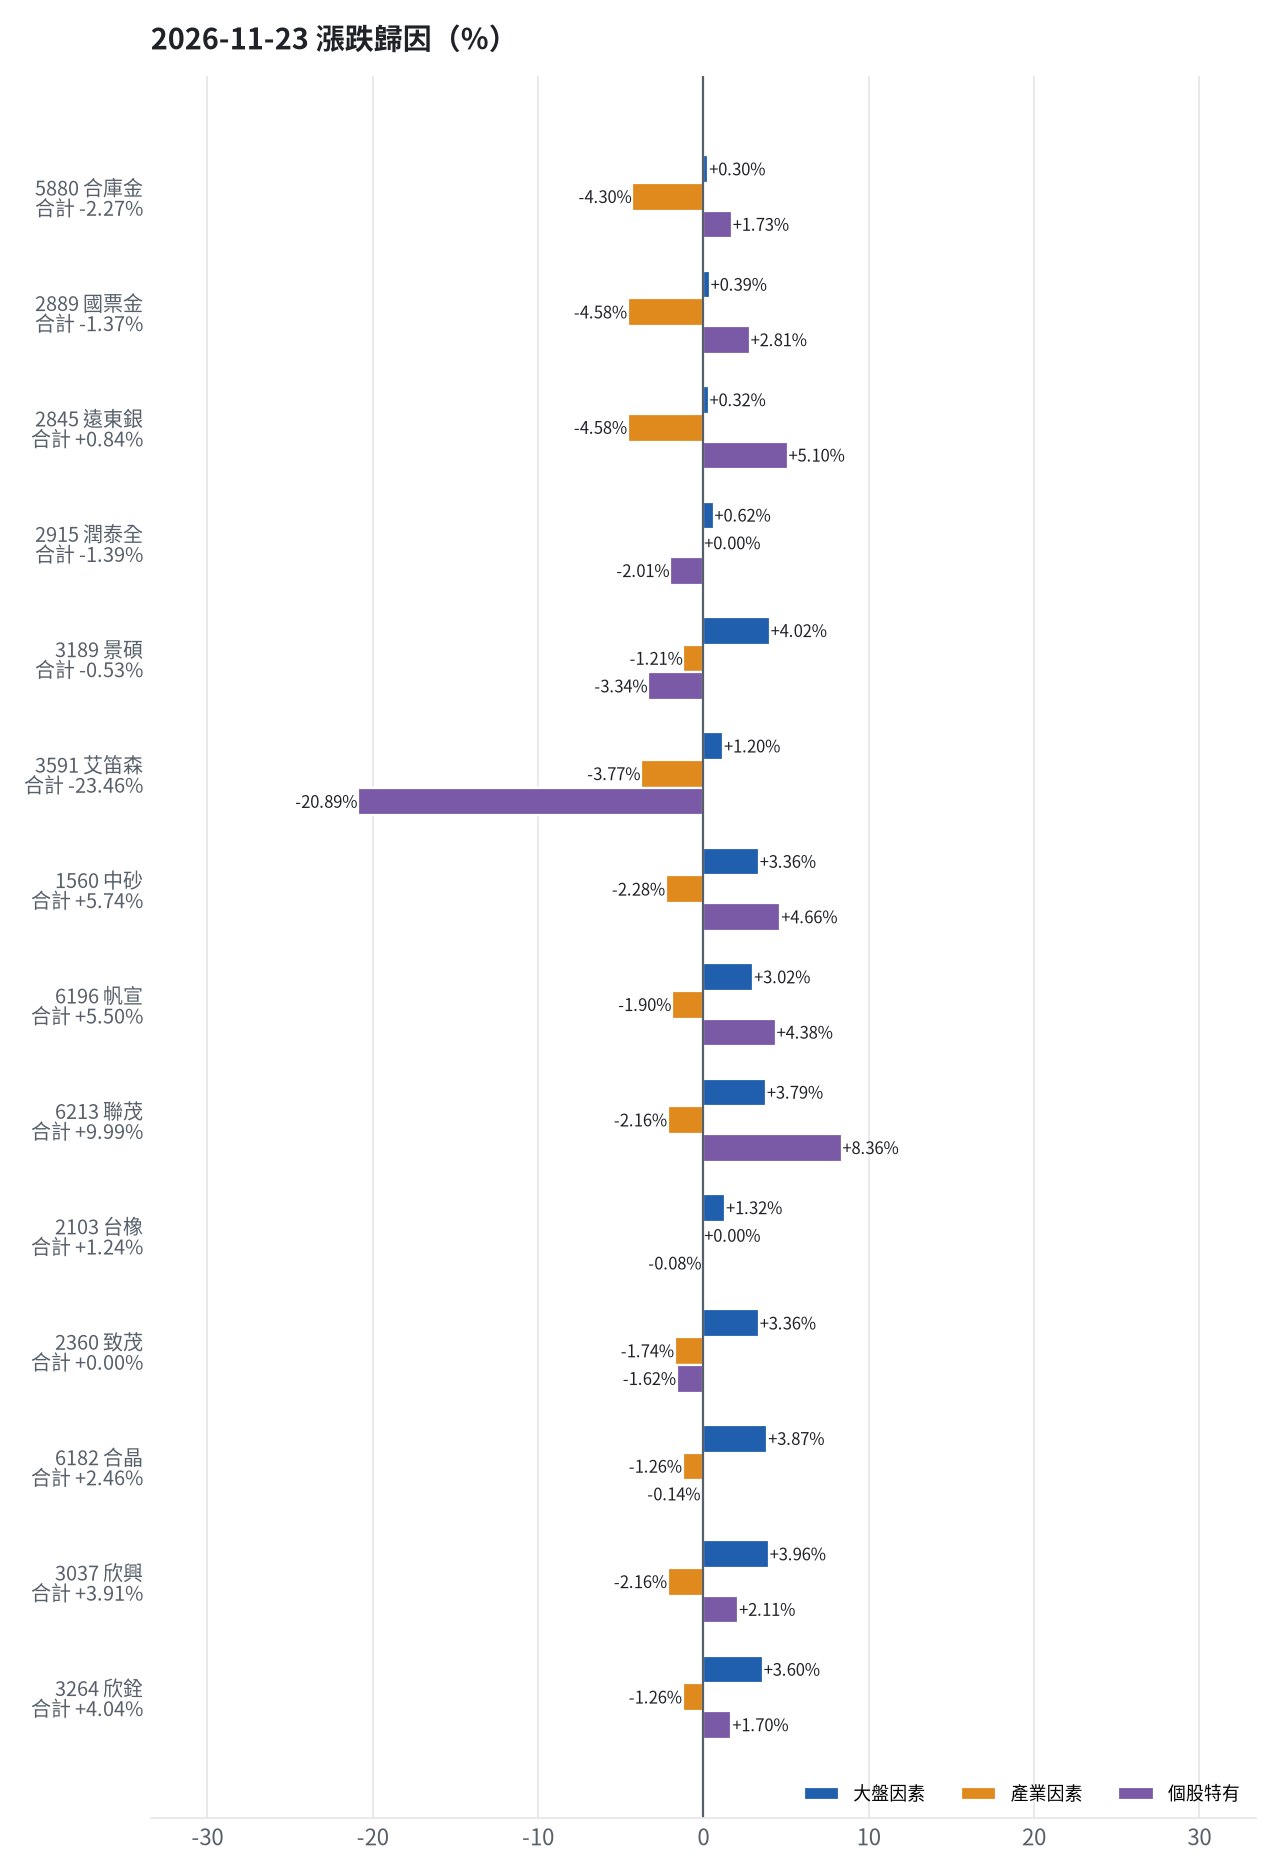 2026-11-23 漲跌歸因（%）
5880 合庫金
合計 -2.27%
+0.30%
-4.30%
+1.73%
2889 國票金
合計 -1.37%
+0.39%
-4.58%
+2.81%
2845 遠東銀
合計 +0.84%
+0.32%
-4.58%
+5.10%
2915 潤泰全
合計 -1.39%
+0.62%
+0.00%
-2.01%
3189 景碩
合計 -0.53%
+4.02%
-1.21%
-3.34%
3591 艾笛森
合計 -23.46%
+1.20%
-3.77%
-20.89%
1560 中砂
合計 +5.74%
+3.36%
-2.28%
+4.66%
6196 帆宣
合計 +5.50%
+3.02%
-1.90%
+4.38%
6213 聯茂
合計 +9.99%
+3.79%
-2.16%
+8.36%
2103 台橡
合計 +1.24%
+1.32%
+0.00%
-0.08%
2360 致茂
合計 +0.00%
+3.36%
-1.74%
-1.62%
6182 合晶
合計 +2.46%
+3.87%
-1.26%
-0.14%
3037 欣興
合計 +3.91%
+3.96%
-2.16%
+2.11%
3264 欣銓
合計 +4.04%
+3.60%
-1.26%
+1.70%
大盤因素 產業因素 個股特有
-30 -20 -10 0 10 20 30